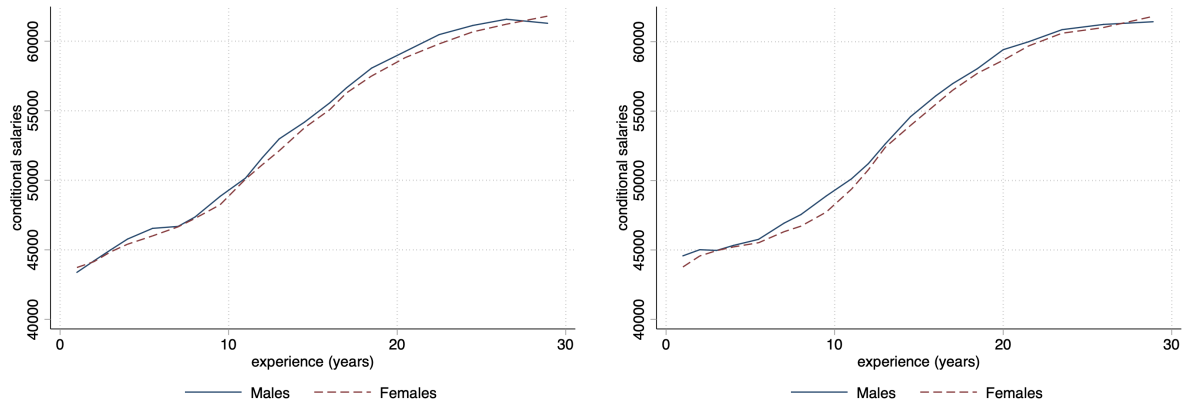 conditional salaries
60000
55000
50000
45000
40000
0 10 20 30
experience (years)
Males Females
conditional salaries
60000
55000
50000
45000
40000
0 10 20 30
experience (years)
Males Females